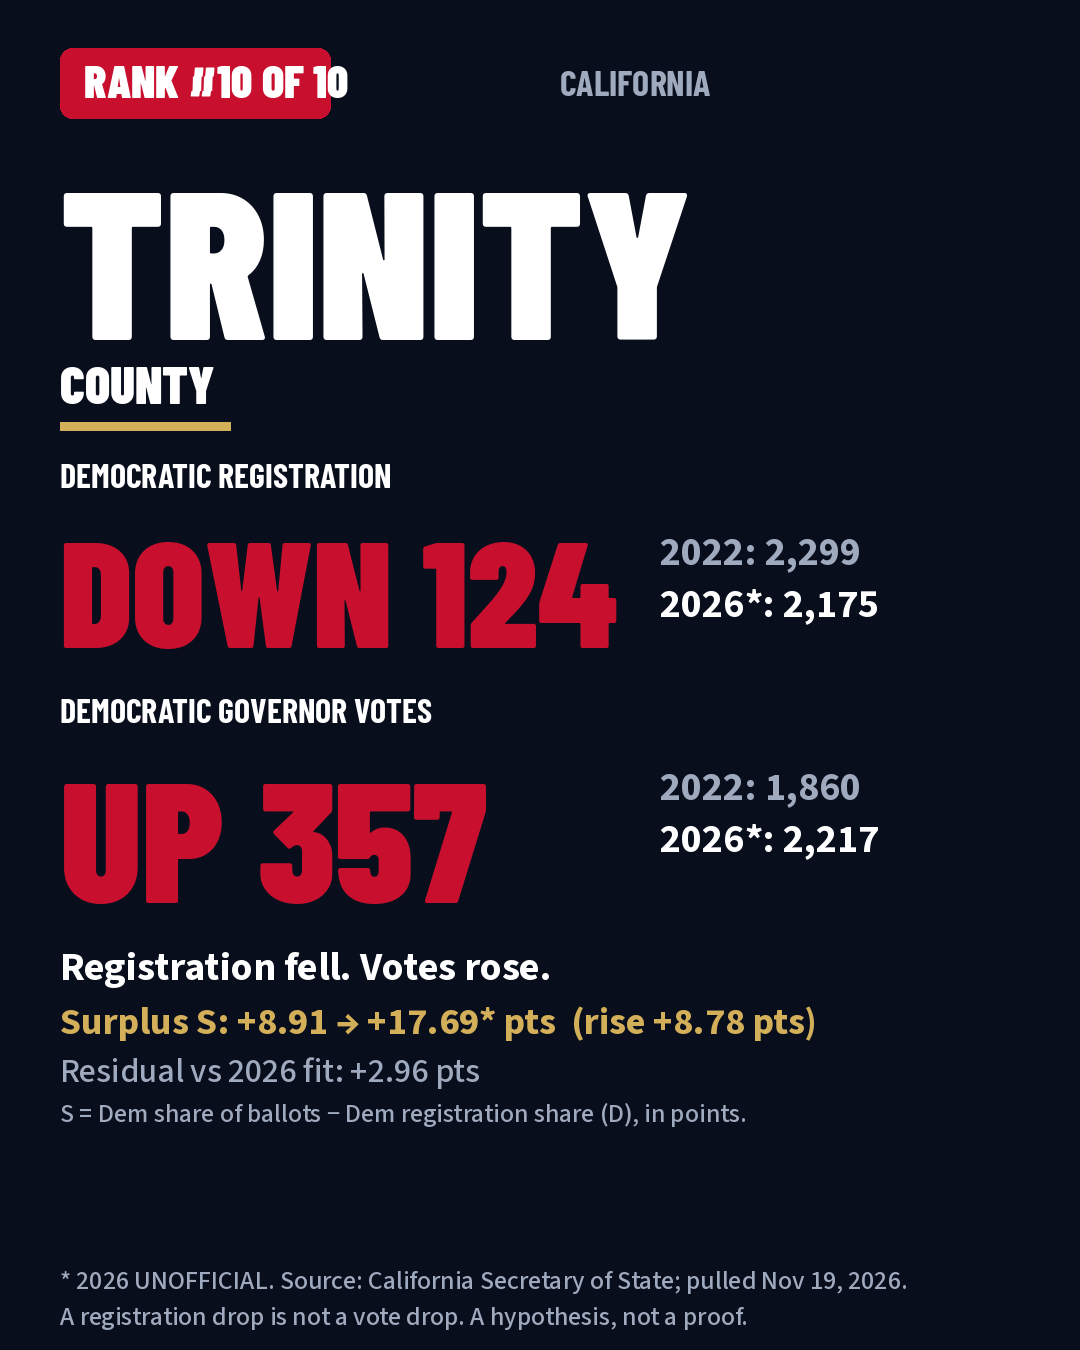 RANK #10 OF 10
CALIFORNIA
TRINITY
COUNTY
DEMOCRATIC REGISTRATION
DOWN 124
2022: 2,299
2026*: 2,175
DEMOCRATIC GOVERNOR VOTES
UP 357
2022: 1,860
2026*: 2,217
Registration fell. Votes rose.
Surplus S: +8.91 → +17.69* pts (rise +8.78 pts)
Residual vs 2026 fit: +2.96 pts
S = Dem share of ballots − Dem registration share (D), in points.
* 2026 UNOFFICIAL. Source: California Secretary of State; pulled Nov 19, 2026.
A registration drop is not a vote drop. A hypothesis, not a proof.